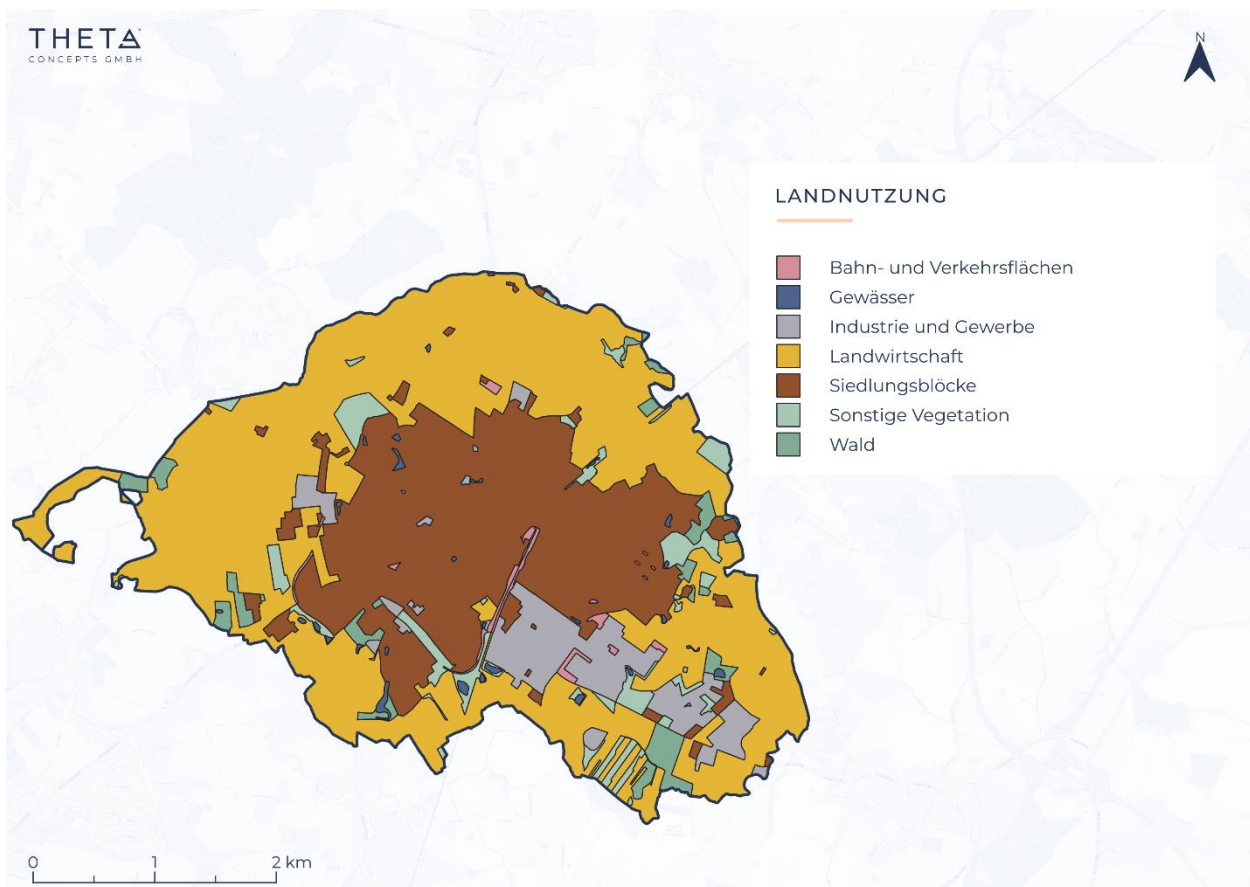 THETA
CONCEPTS GMBH
N
LANDNUTZUNG
Bahn- und Verkehrsflächen
Gewässer
Industrie und Gewerbe
Landwirtschaft
Siedlungsblöcke
Sonstige Vegetation
Wald
0 1 2 km